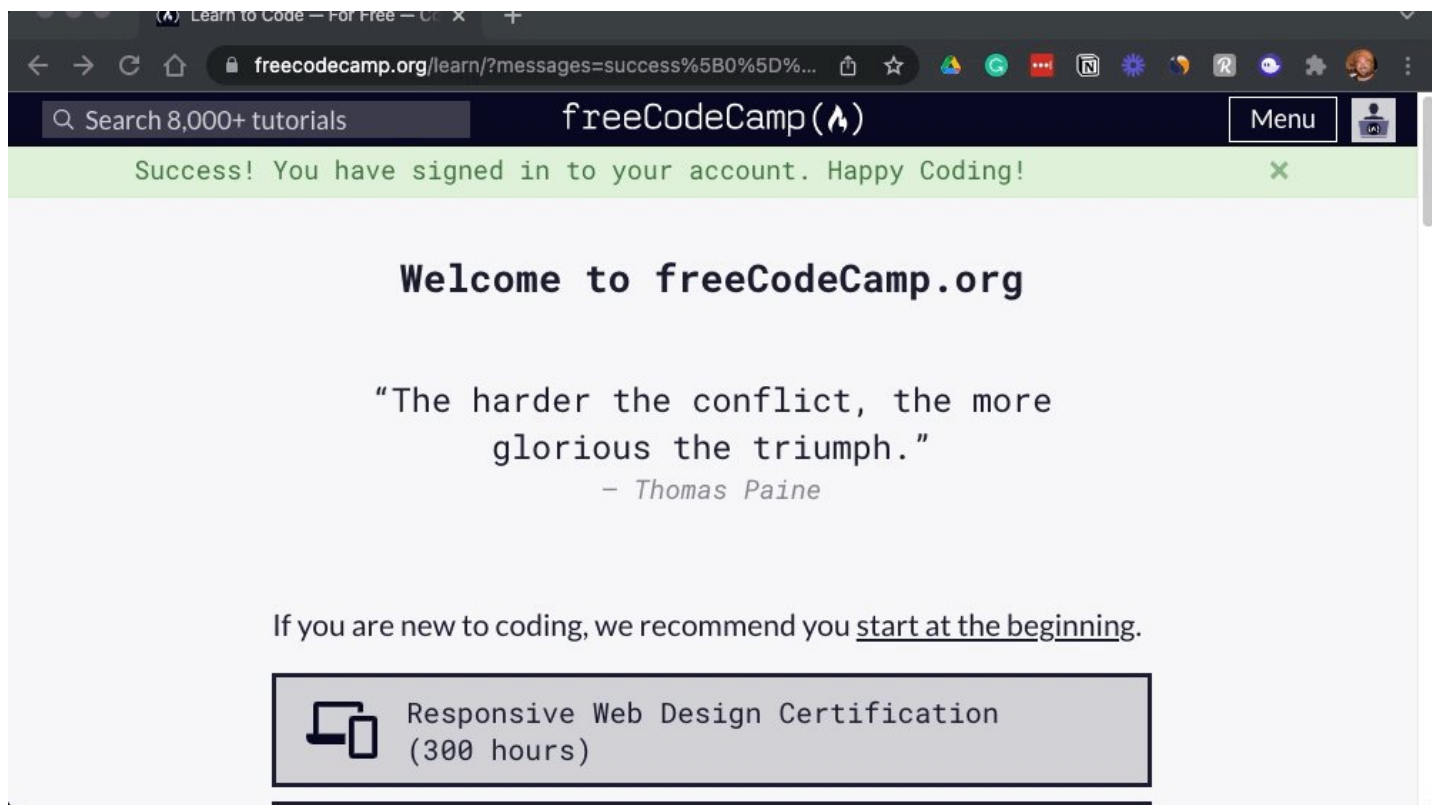 Learn to Code — For Free — Co
freecodecamp.org/learn/?messages=success%5B0%5D%...
Search 8,000+ tutorials
freeCodeCamp(🔥)
Menu
Success! You have signed in to your account. Happy Coding!
Welcome to freeCodeCamp.org
“The harder the conflict, the more
glorious the triumph.”
— Thomas Paine
If you are new to coding, we recommend you start at the beginning.
Responsive Web Design Certification
(300 hours)